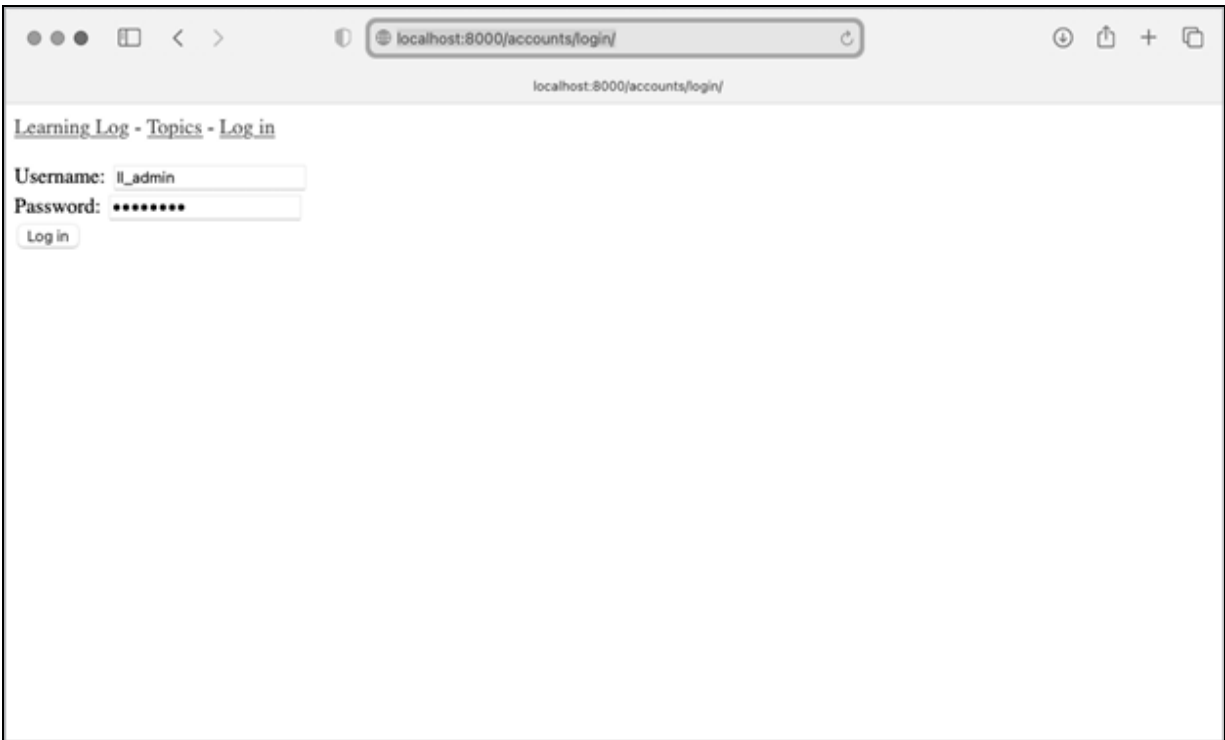 localhost:8000/accounts/login/
localhost:8000/accounts/login/
Learning Log - Topics - Log in
Username: ll_admin
Password: ••••••••
Log in